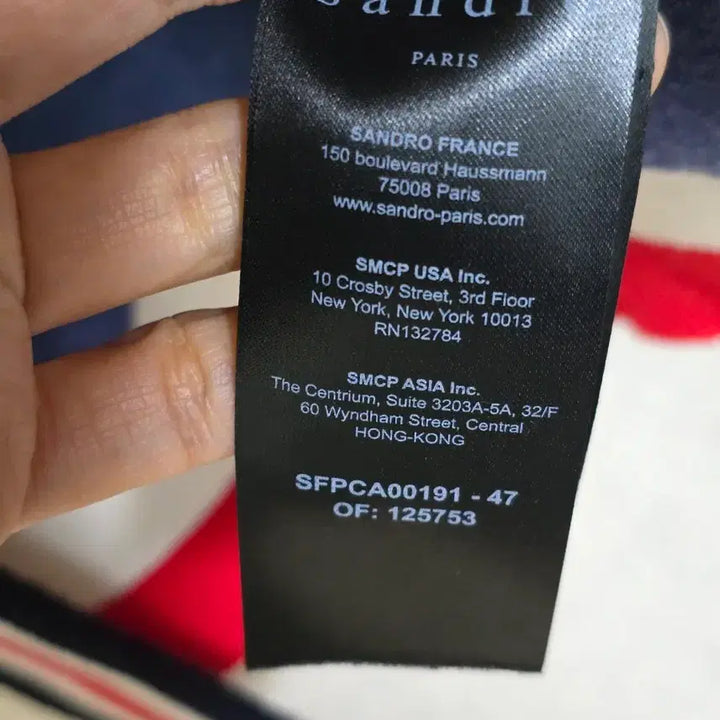 PARIS
SANDRO FRANCE
150 boulevard Haussmann
75008 Paris
www.sandro-paris.com
SMCP USA Inc.
10 Crosby Street, 3rd Floor
New York, New York 10013
RN132784
SMCP ASIA Inc.
The Centrium, Suite 3203A-5A, 32/F
60 Wyndham Street, Central
HONG-KONG
SFPCA00191 - 47
OF: 125753